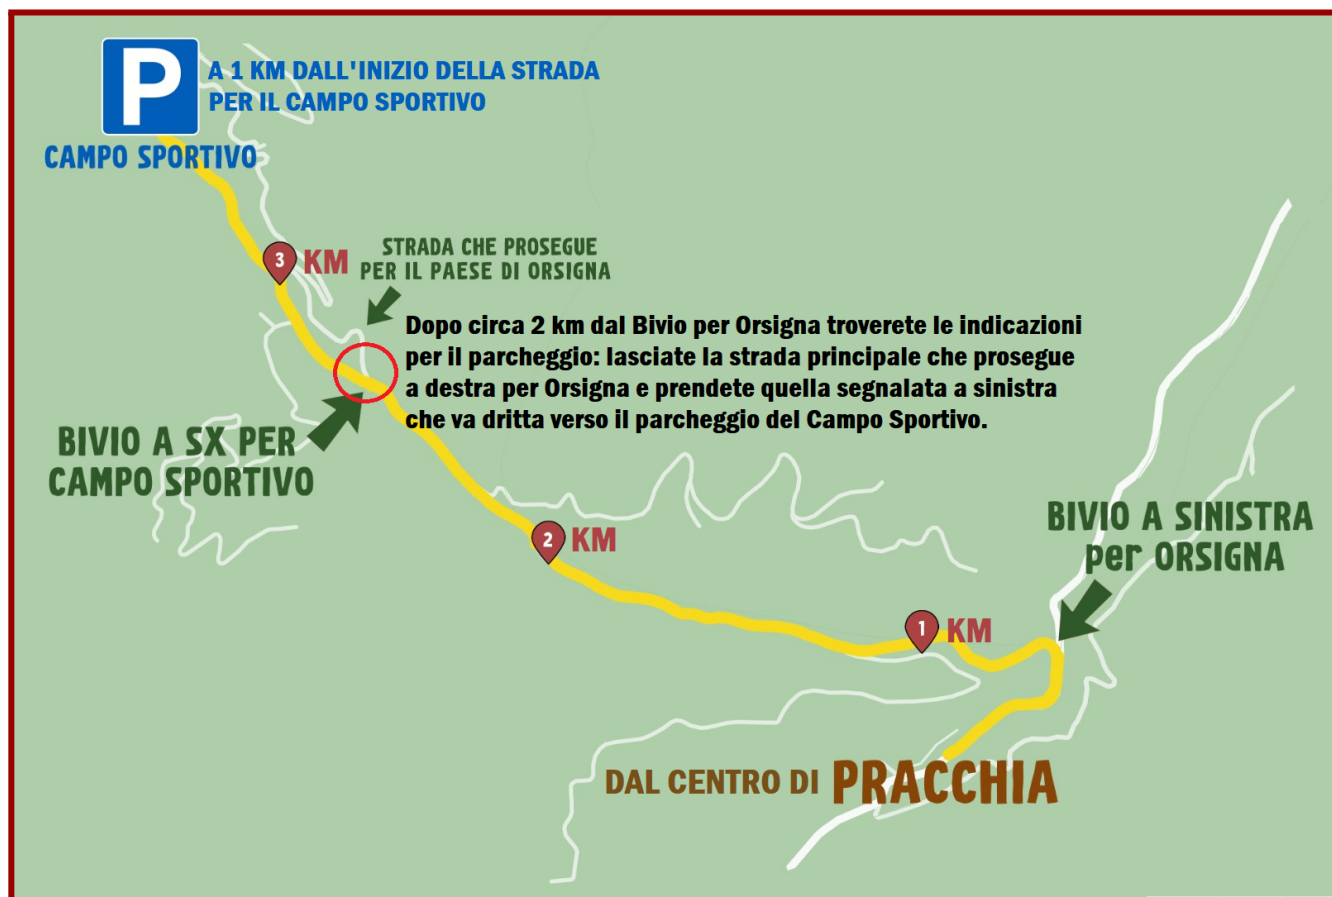 P
A 1 KM DALL'INIZIO DELLA STRADA
PER IL CAMPO SPORTIVO
CAMPO SPORTIVO
3 KM
STRADA CHE PROSEGUE
PER IL PAESE DI ORSIGNA
Dopo circa 2 km dal Bivio per Orsigna troverete le indicazioni
per il parcheggio: lasciate la strada principale che prosegue
a destra per Orsigna e prendete quella segnalata a sinistra
che va dritta verso il parcheggio del Campo Sportivo.
BIVIO A SX PER
CAMPO SPORTIVO
2 KM
BIVIO A SINISTRA
per ORSIGNA
1 KM
DAL CENTRO DI PRACCHIA